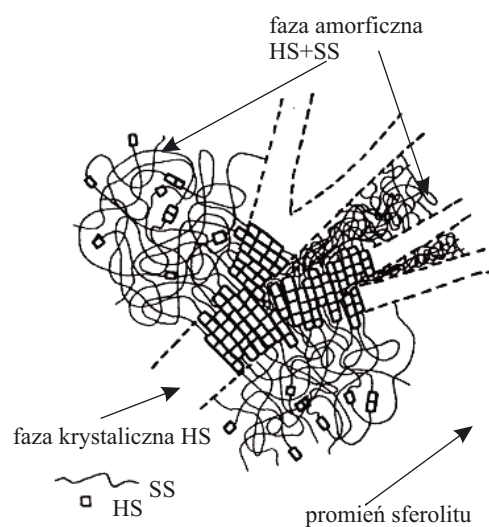 faza amorficzna
HS+SS
faza krystaliczna HS
SS
HS
promień sferolitu